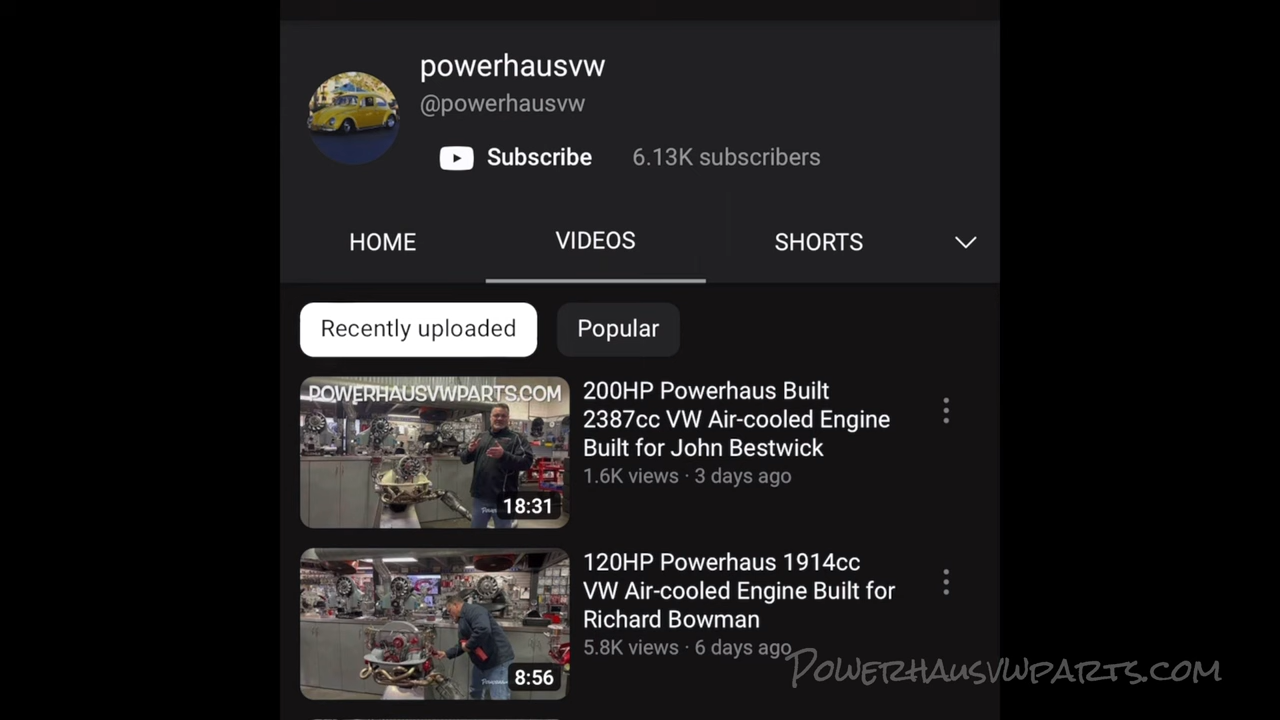 powerhausvw
@powerhausvw
Subscribe 6.13K subscribers
HOME VIDEOS SHORTS
Recently uploaded Popular
POWERHAUSVWPARTS.COM
18:31
200HP Powerhaus Built
2387cc VW Air-cooled Engine
Built for John Bestwick
1.6K views · 3 days ago
8:56
120HP Powerhaus 1914cc
VW Air-cooled Engine Built for
Richard Bowman
5.8K views · 6 days ago
Powerhausvwparts.com